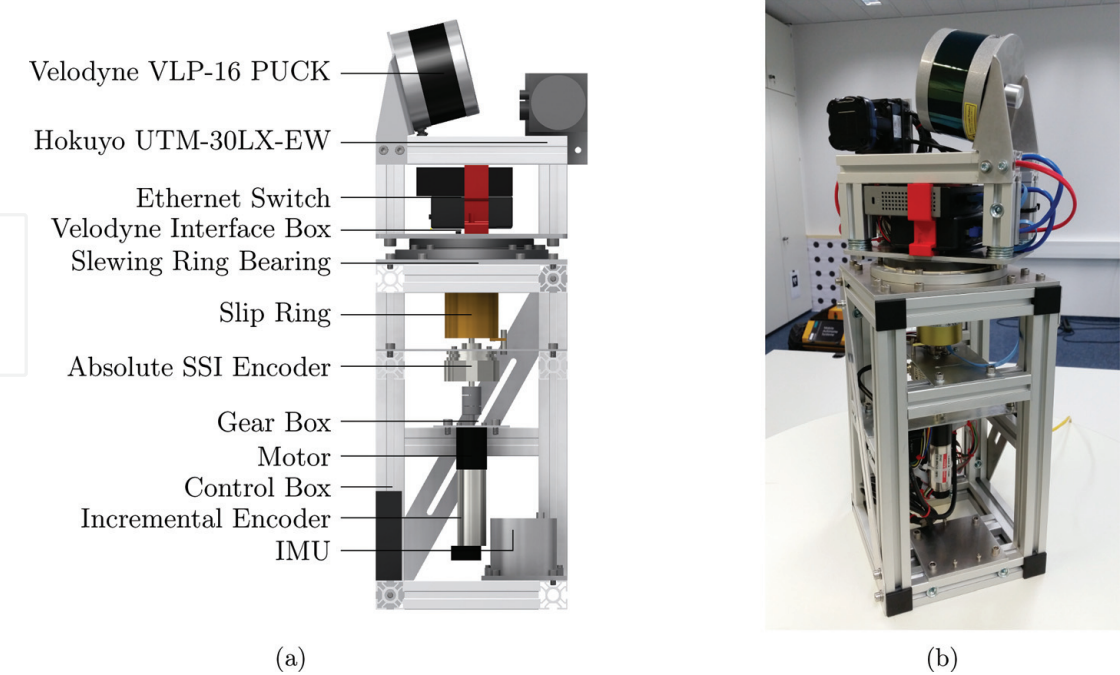 Velodyne VLP-16 PUCK
Hokuyo UTM-30LX-EW
Ethernet Switch
Velodyne Interface Box
Slewing Ring Bearing
Slip Ring
Absolute SSI Encoder
Gear Box
Motor
Control Box
Incremental Encoder
IMU
(a)
(b)